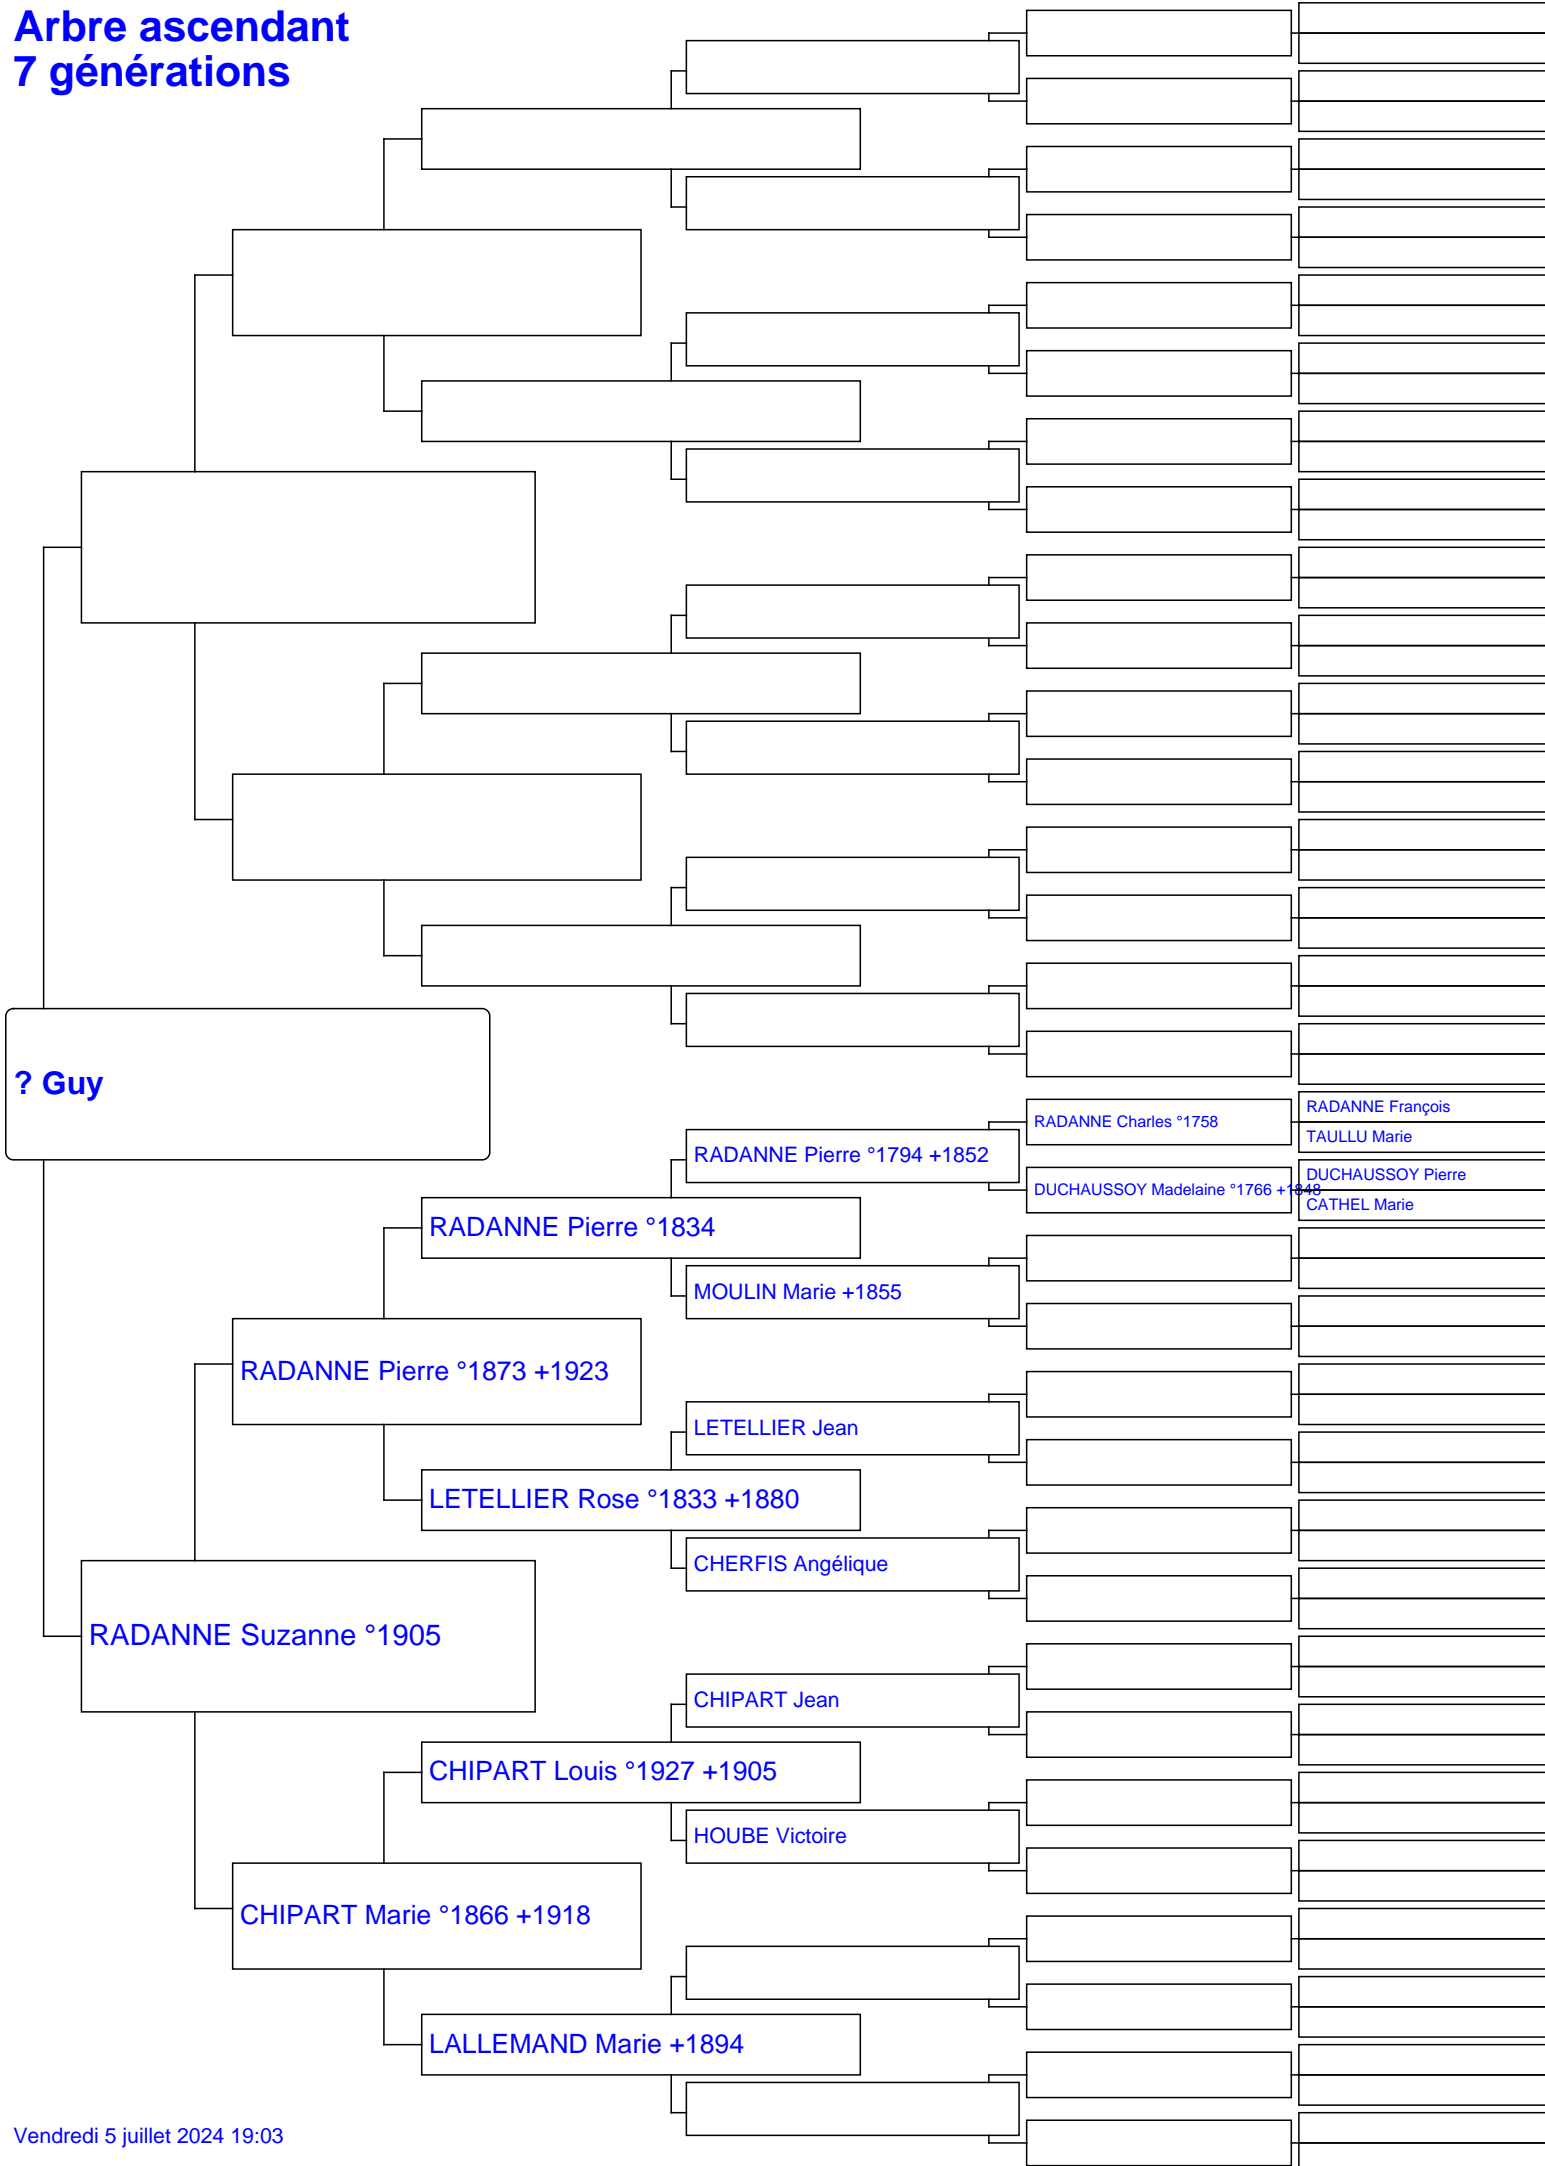 Arbre ascendant
7 générations
? Guy
RADANNE Charles °1758
RADANNE François
TAULLU Marie
RADANNE Pierre °1794 +1852
DUCHAUSSOY Madelaine °1766 +1848
DUCHAUSSOY Pierre
CATHEL Marie
RADANNE Pierre °1834
MOULIN Marie +1855
RADANNE Pierre °1873 +1923
LETELLIER Jean
LETELLIER Rose °1833 +1880
CHERFIS Angélique
RADANNE Suzanne °1905
CHIPART Jean
CHIPART Louis °1927 +1905
HOUBE Victoire
CHIPART Marie °1866 +1918
LALLEMAND Marie +1894
Vendredi 5 juillet 2024 19:03